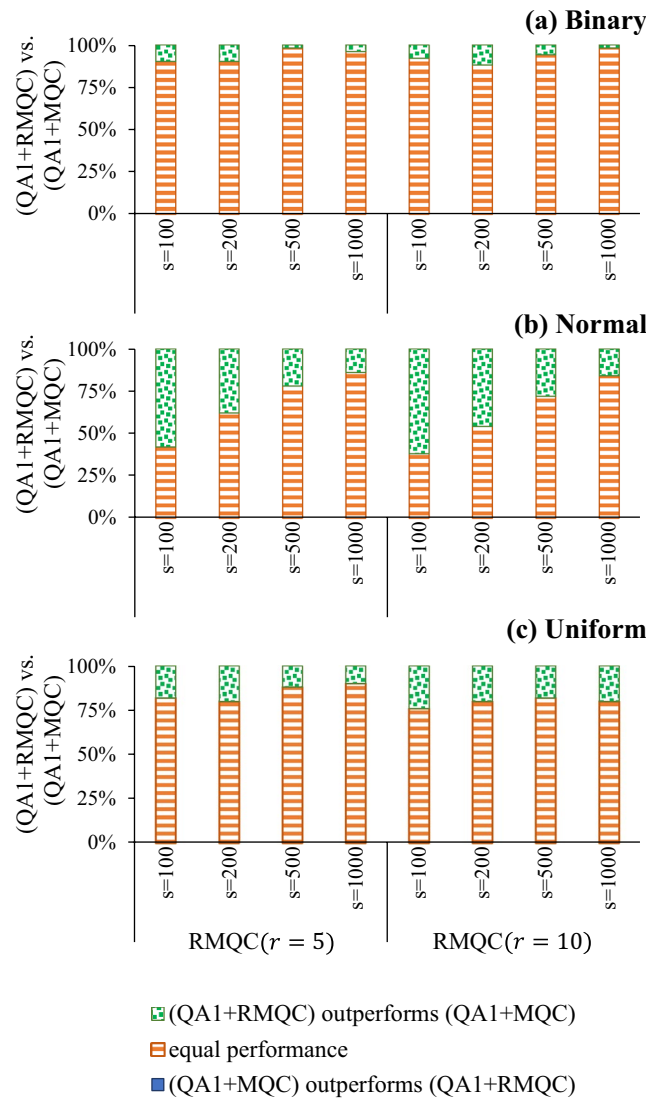 (a) Binary
(QA1+RMQC) vs.
(QA1+MQC)
100%
75%
50%
25%
0%
s=100
s=200
s=500
s=1000
s=100
s=200
s=500
s=1000
(b) Normal
(QA1+RMQC) vs.
(QA1+MQC)
100%
75%
50%
25%
0%
s=100
s=200
s=500
s=1000
s=100
s=200
s=500
s=1000
(c) Uniform
(QA1+RMQC) vs.
(QA1+MQC)
100%
75%
50%
25%
0%
s=100
s=200
s=500
s=1000
s=100
s=200
s=500
s=1000
RMQC(r = 5)
RMQC(r = 10)
(QA1+RMQC) outperforms (QA1+MQC)
equal performance
(QA1+MQC) outperforms (QA1+RMQC)